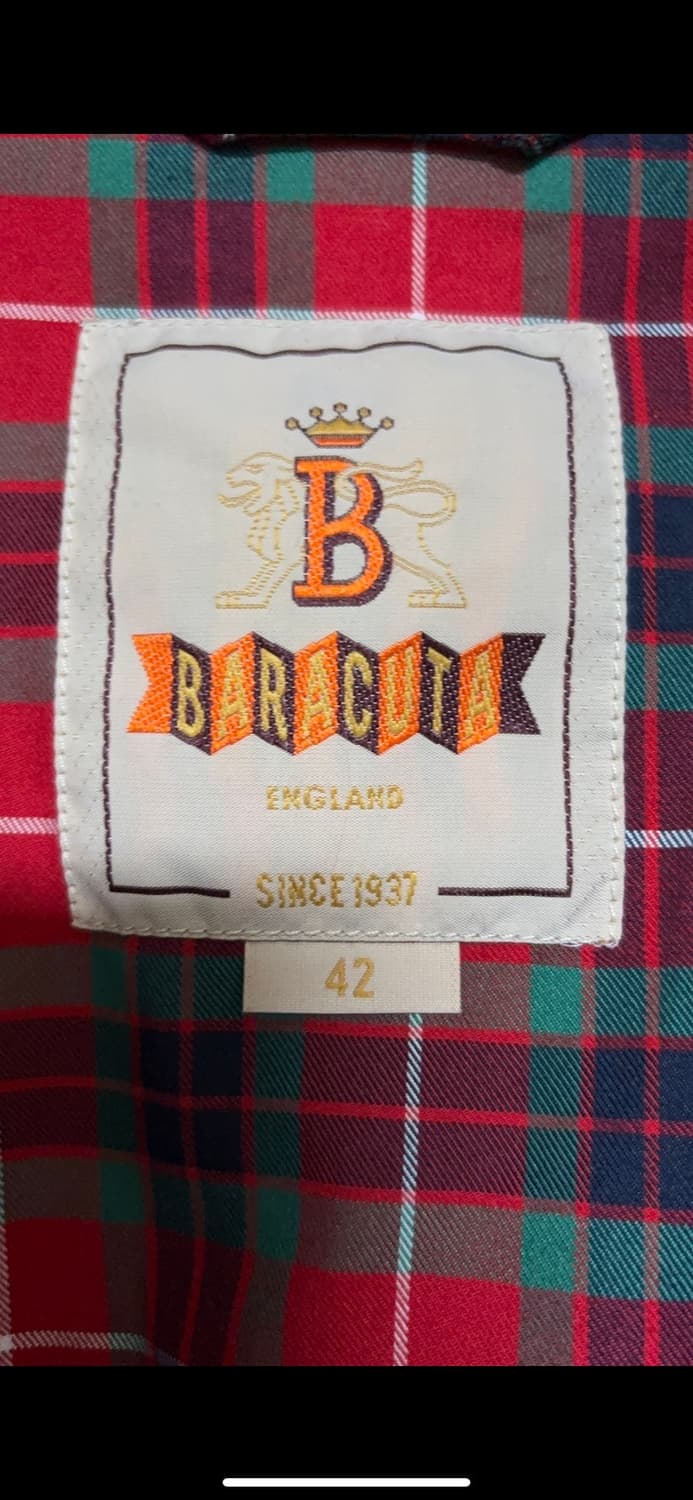 B
BARACUTA
ENGLAND
SINCE 1937
42